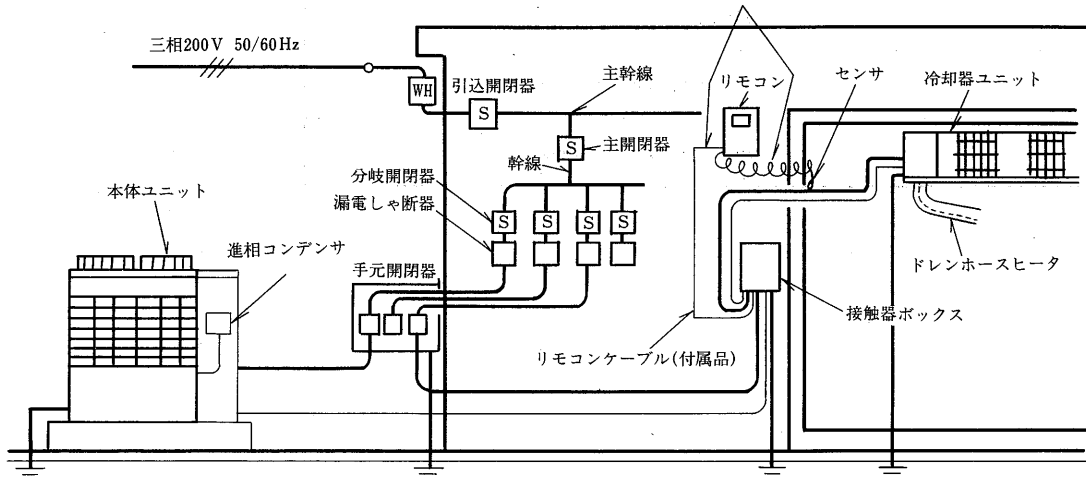 三相200V 50/60Hz
WH
引込開閉器
S
主幹線
リモコン
センサ
冷却器ユニット
S
主開閉器
幹線
分岐開閉器
漏電しゃ断器
S
S
S
S
本体ユニット
進相コンデンサ
手元開閉器
ドレンホースヒータ
接触器ボックス
リモコンケーブル(付属品)